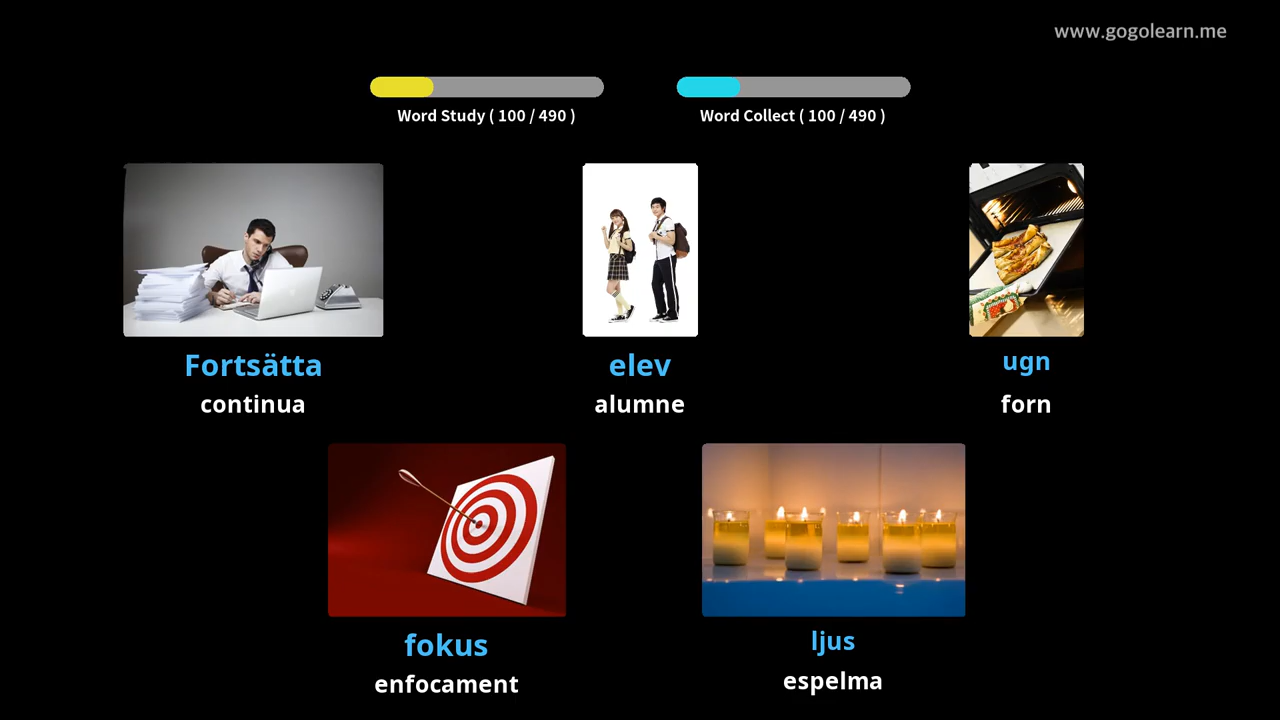 www.gogolearn.me
Word Study ( 100 / 490 )
Word Collect ( 100 / 490 )
Fortsätta
continua
elev
alumne
ugn
forn
fokus
enfocament
ljus
espelma